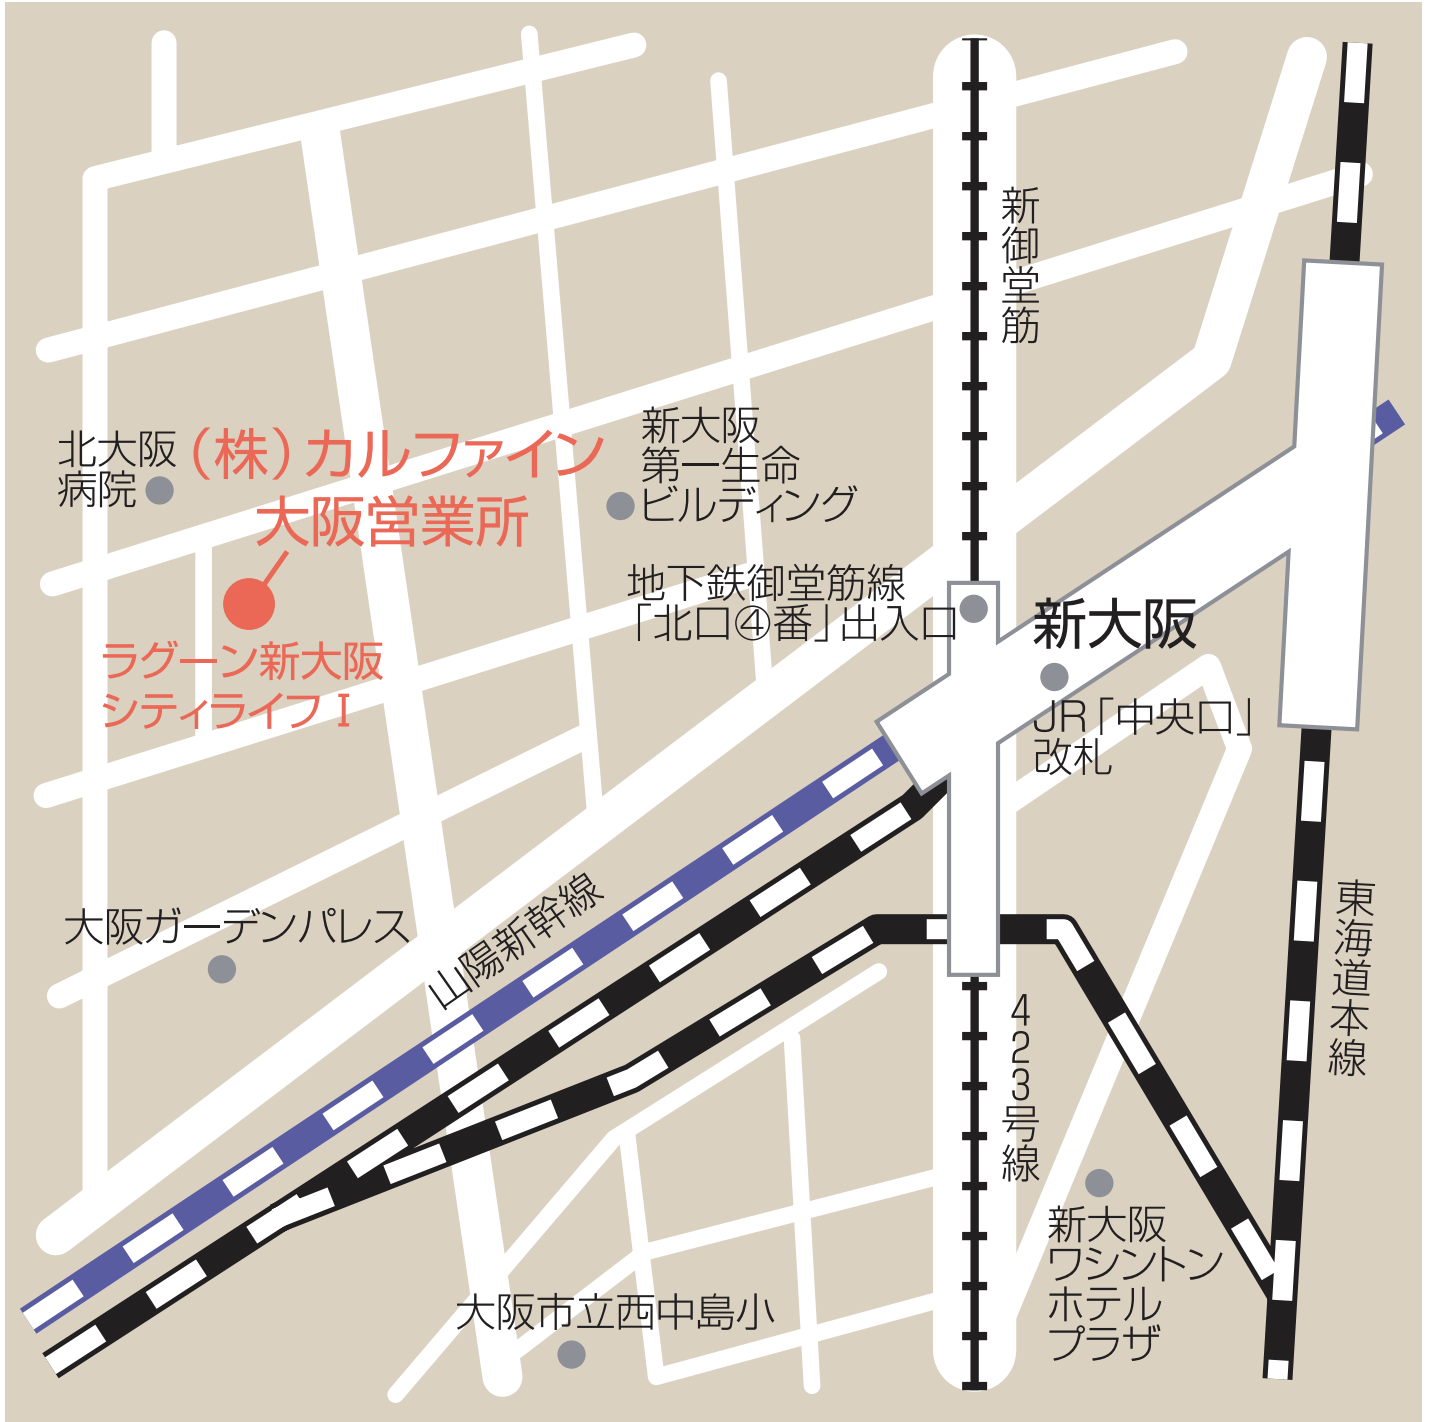 新御堂筋
北大阪
病院
（株）カルファイン
大阪営業所
新大阪
第一生命
ビルディング
地下鉄御堂筋線
「北口④番」出入口
新大阪
ラグーン新大阪
シティライフⅠ
JR「中央口」
改札
大阪ガーデンパレス
山陽新幹線
東海道本線
423号線
新大阪
ワシントン
ホテル
プラザ
大阪市立西中島小